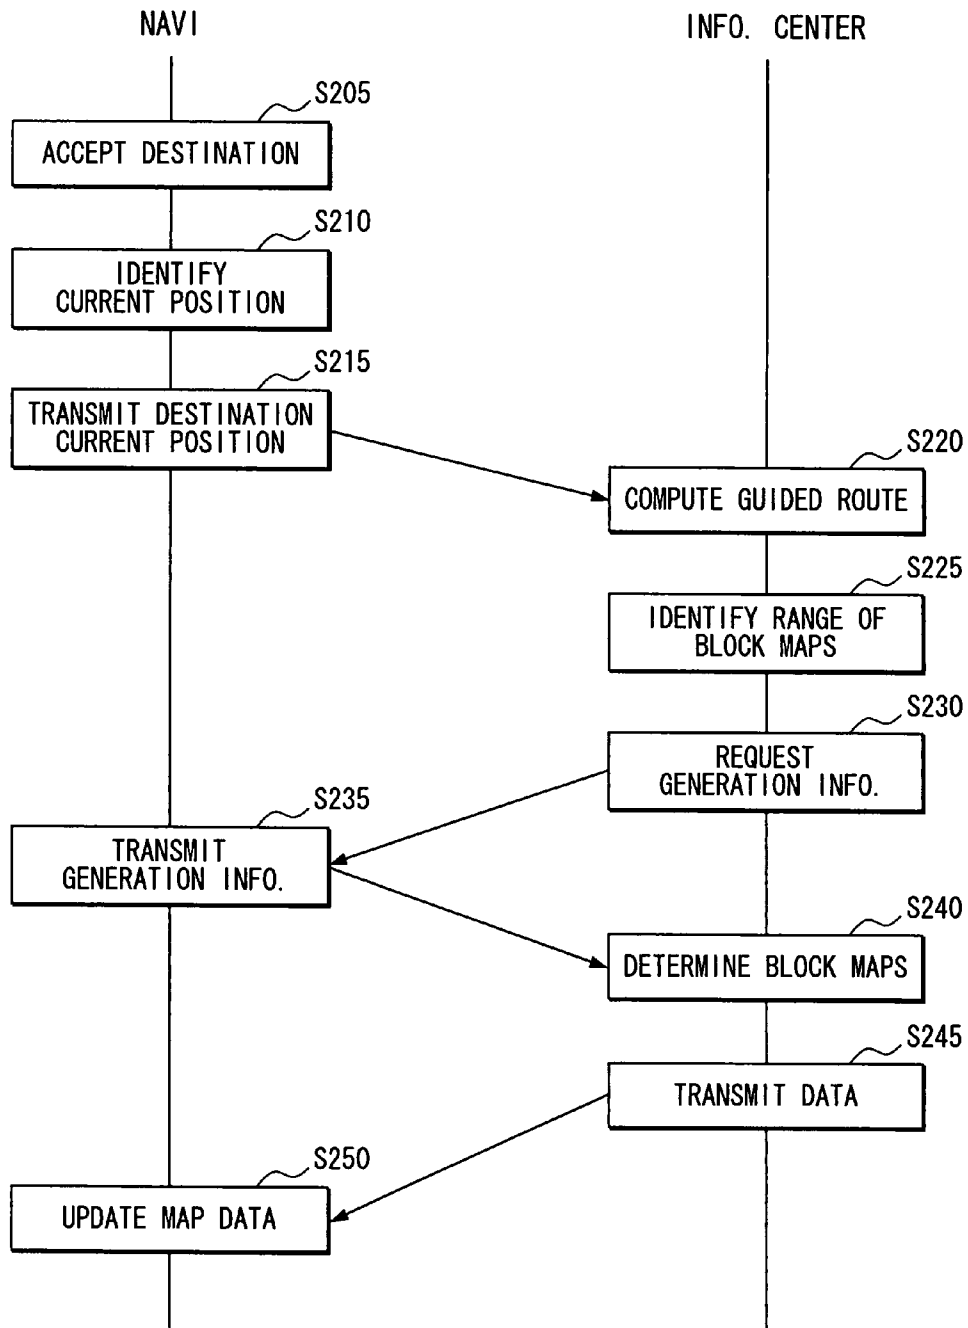 NAVI
INFO. CENTER
S205
ACCEPT DESTINATION
S210
IDENTIFY
CURRENT POSITION
S215
TRANSMIT DESTINATION
CURRENT POSITION
S220
COMPUTE GUIDED ROUTE
S225
IDENTIFY RANGE OF
BLOCK MAPS
S230
REQUEST
GENERATION INFO.
S235
TRANSMIT
GENERATION INFO.
S240
DETERMINE BLOCK MAPS
S245
TRANSMIT DATA
S250
UPDATE MAP DATA